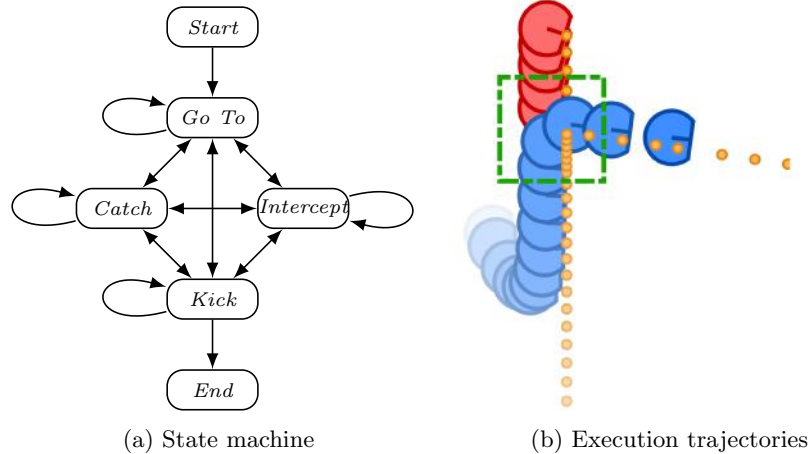 Start
Go To
Catch
Intercept
Kick
End
(a) State machine
(b) Execution trajectories